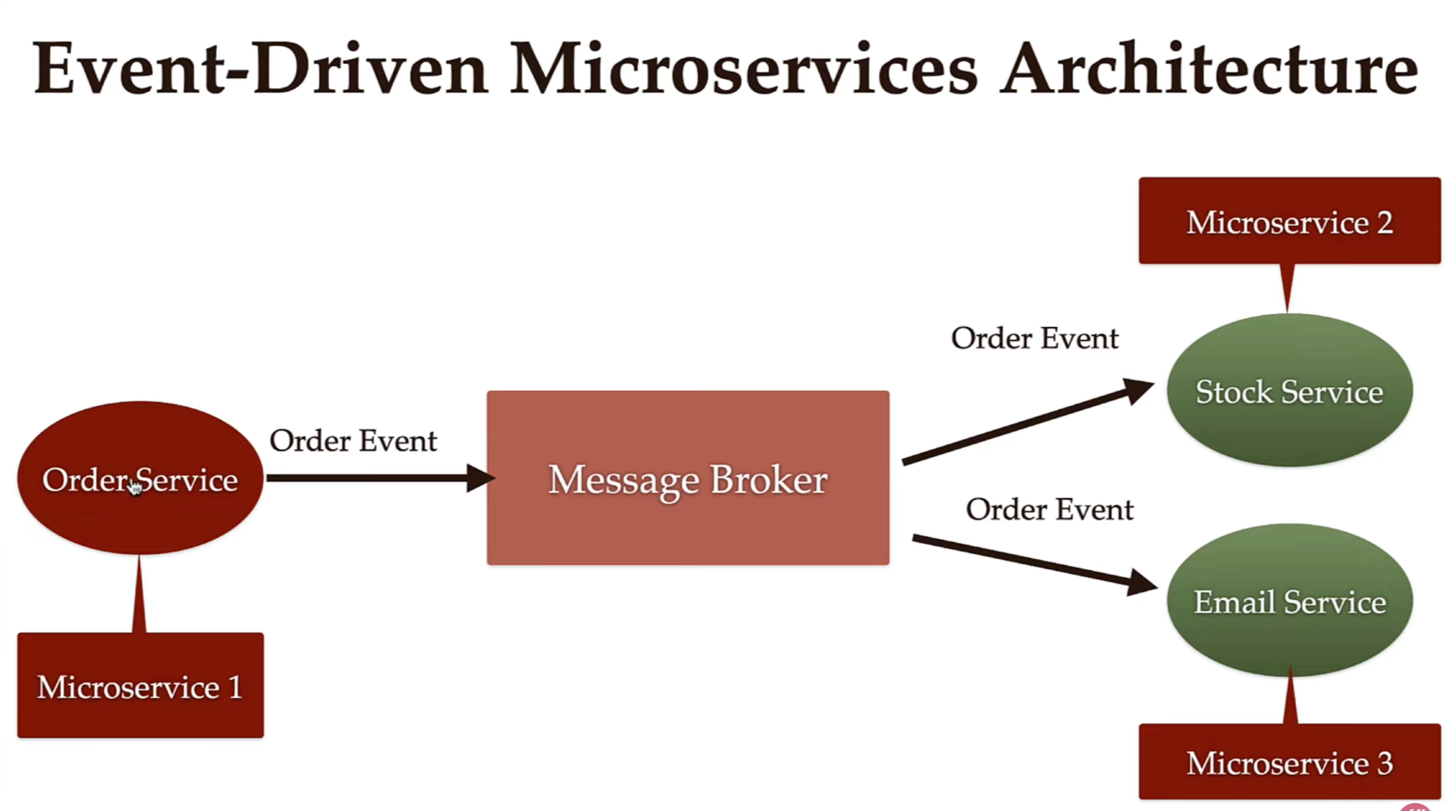 Event-Driven Microservices Architecture
Microservice 2
Order Event
Stock Service
Order Event
Order Service
Message Broker
Order Event
Email Service
Microservice 1
Microservice 3